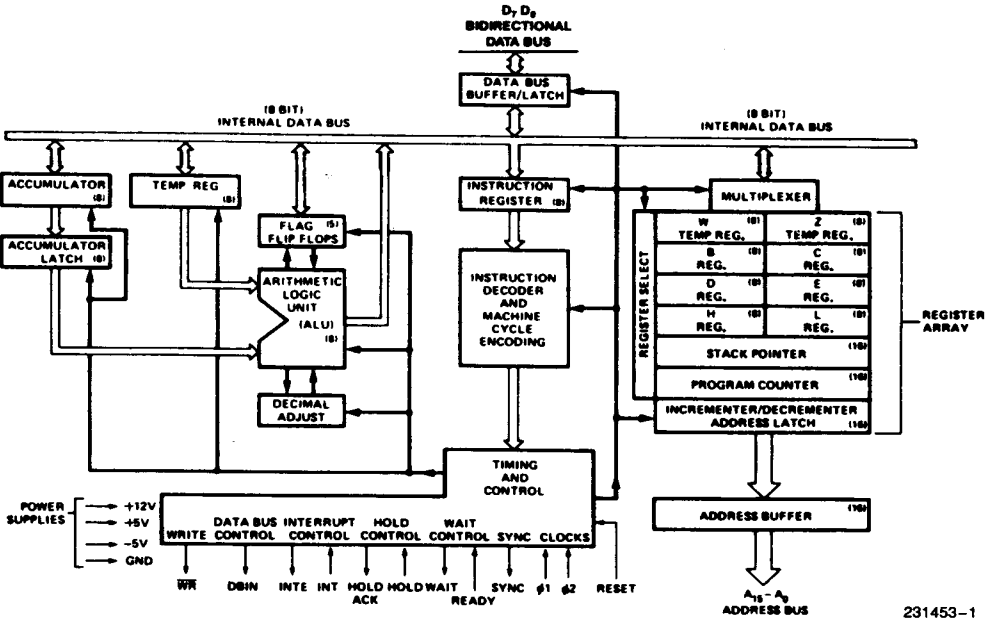 D7 D0
BIDIRECTIONAL
DATA BUS
DATA BUS
BUFFER/LATCH
(8 BIT)
INTERNAL DATA BUS
(8 BIT)
INTERNAL DATA BUS
ACCUMULATOR
(8)
TEMP REG
(8)
INSTRUCTION
REGISTER (8)
MULTIPLEXER
ACCUMULATOR
LATCH (8)
FLAG (5)
FLIP FLOPS
ARITHMETIC
LOGIC
UNIT
(ALU)
(8)
DECIMAL
ADJUST
INSTRUCTION
DECODER
AND
MACHINE
CYCLE
ENCODING
REGISTER SELECT
W (8)
TEMP REG.
Z (8)
TEMP REG.
B (8)
REG.
C (8)
REG.
D (8)
REG.
E (8)
REG.
H (8)
REG.
L (8)
REG.
STACK POINTER (16)
PROGRAM COUNTER (16)
INCREMENTER/DECREMENTER
ADDRESS LATCH (16)
REGISTER
ARRAY
TIMING
AND
CONTROL
WRITE
DATA BUS
CONTROL
INTERRUPT
CONTROL
HOLD
CONTROL
WAIT
CONTROL
SYNC
CLOCKS
POWER
SUPPLIES
+12V
+5V
-5V
GND
WR
DBIN
INTE
INT
HOLD
ACK
HOLD
WAIT
READY
SYNC
ϕ1
ϕ2
RESET
ADDRESS BUFFER (16)
A15-A0
ADDRESS BUS
231453-1